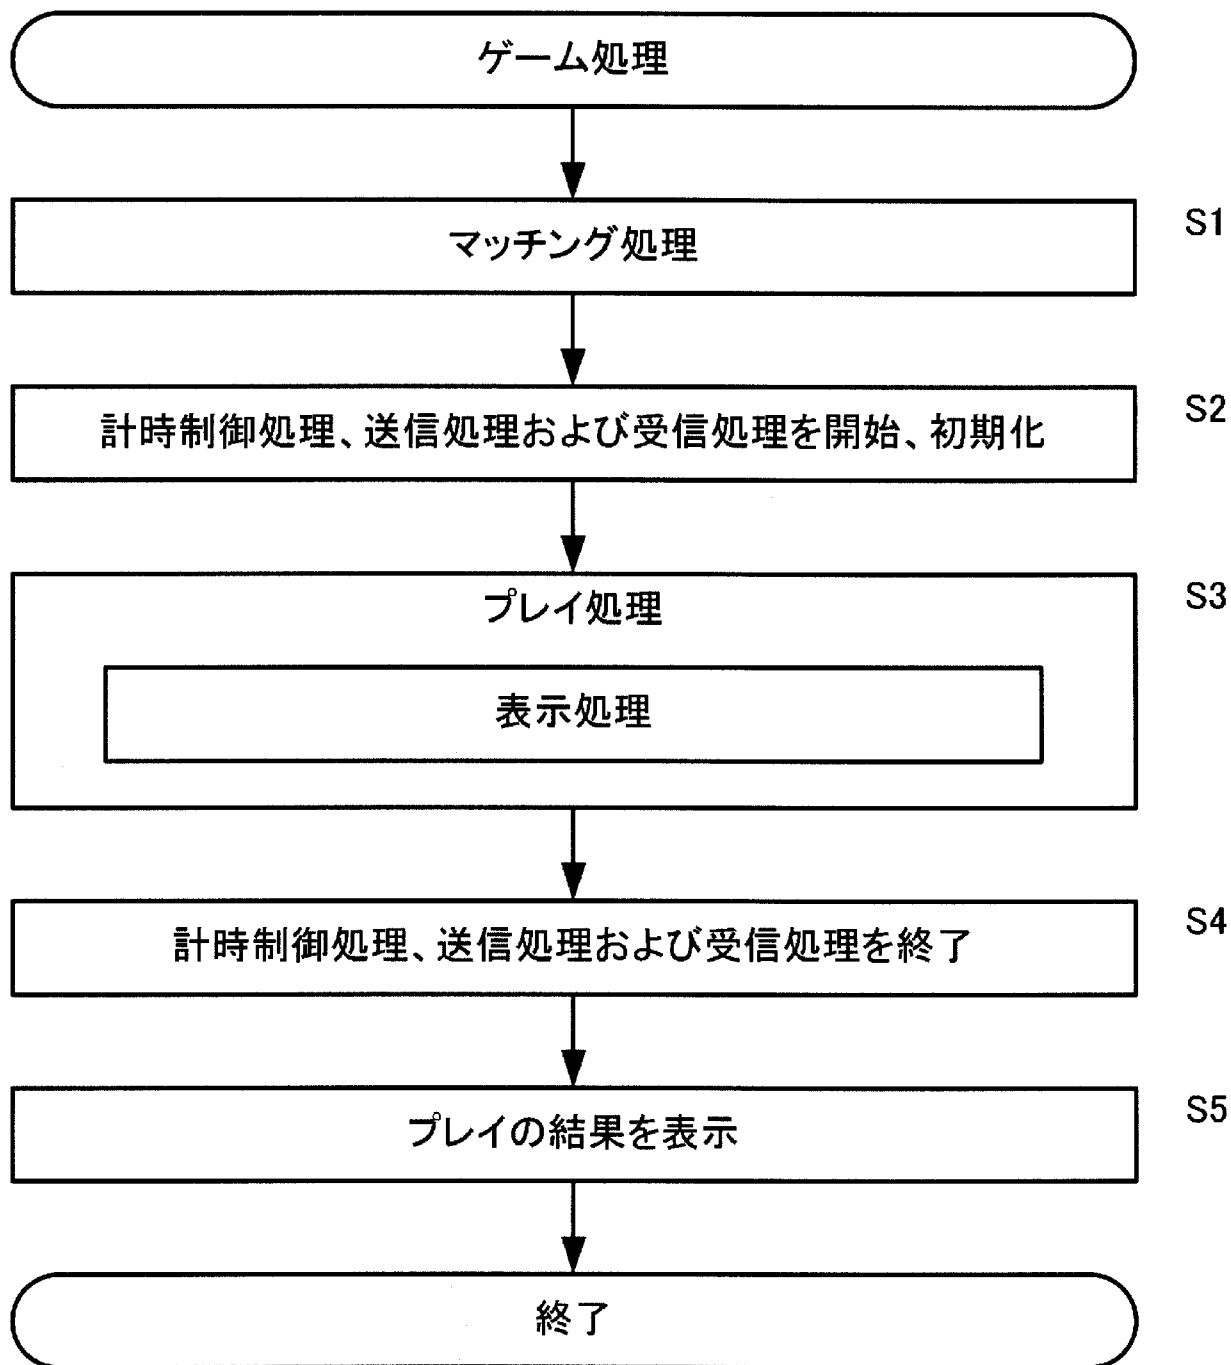 ゲーム処理
マッチング処理
S1
計時制御処理、送信処理および受信処理を開始、初期化
S2
プレイ処理
S3
表示処理
計時制御処理、送信処理および受信処理を終了
S4
プレイの結果を表示
S5
終了